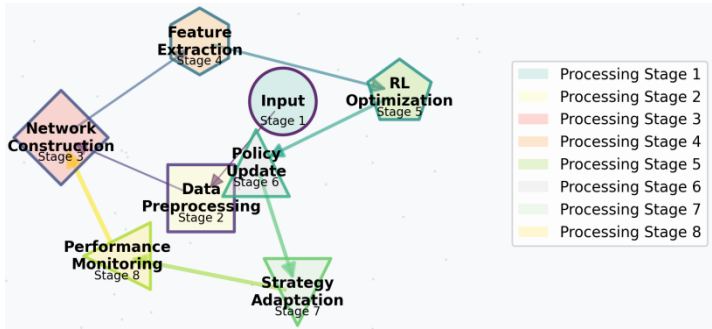 Feature
Extraction
Stage 4
Input
Stage 1
RL
Optimization
Stage 5
Network
Construction
Stage 3
Policy
Update
Stage 6
Data
Preprocessing
Stage 2
Performance
Monitoring
Stage 8
Strategy
Adaptation
Stage 7
Processing Stage 1
Processing Stage 2
Processing Stage 3
Processing Stage 4
Processing Stage 5
Processing Stage 6
Processing Stage 7
Processing Stage 8